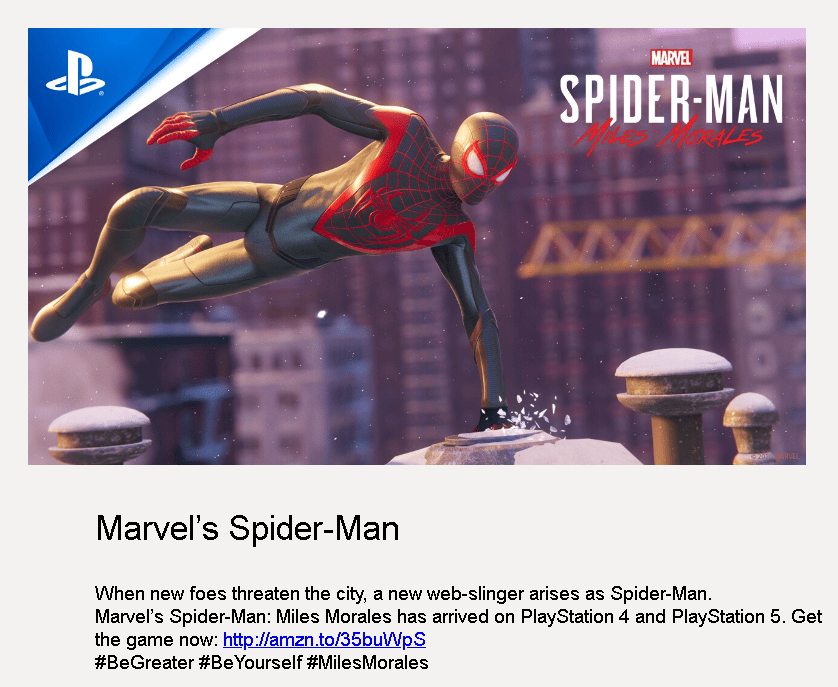 MARVEL
SPIDER-MAN
MILES MORALES
Marvel’s Spider-Man
When new foes threaten the city, a new web-slinger arises as Spider-Man.
Marvel’s Spider-Man: Miles Morales has arrived on PlayStation 4 and PlayStation 5. Get
the game now: http://amzn.to/35buWpS
#BeGreater #BeYourself #MilesMorales